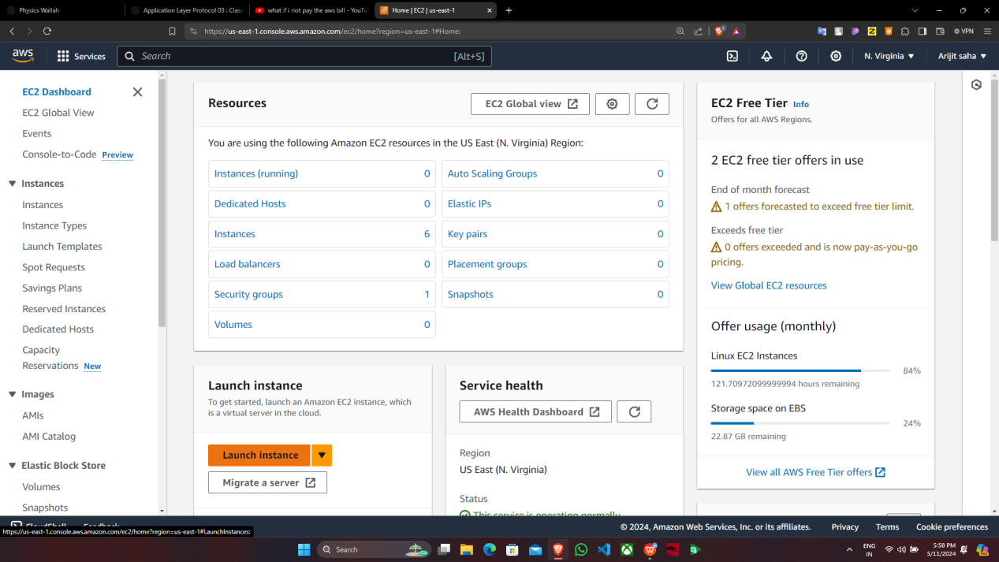 Physics Wallah
Application Layer Protocol 03 : Class
what if i not pay the aws bill - YouTu
Home | EC2 | us-east-1
https://us-east-1.console.aws.amazon.com/ec2/home?region=us-east-1#Home:
VPN
aws
Services
Search
[Alt+S]
N. Virginia
Arijit saha
EC2 Dashboard
EC2 Global View
Events
Console-to-Code Preview
Instances
Instances
Instance Types
Launch Templates
Spot Requests
Savings Plans
Reserved Instances
Dedicated Hosts
Capacity
Reservations New
Images
AMIs
AMI Catalog
Elastic Block Store
Volumes
Snapshots
Resources
EC2 Global view
You are using the following Amazon EC2 resources in the US East (N. Virginia) Region:
Instances (running) 0
Auto Scaling Groups 0
Dedicated Hosts 0
Elastic IPs 0
Instances 6
Key pairs 0
Load balancers 0
Placement groups 0
Security groups 1
Snapshots 0
Volumes 0
Launch instance
To get started, launch an Amazon EC2 instance, which
is a virtual server in the cloud.
Launch instance
Migrate a server
Service health
AWS Health Dashboard
Region
US East (N. Virginia)
Status
This service is operating normally
EC2 Free Tier Info
Offers for all AWS Regions.
2 EC2 free tier offers in use
End of month forecast
1 offers forecasted to exceed free tier limit.
Exceeds free tier
0 offers exceeded and is now pay-as-you-go
pricing.
View Global EC2 resources
Offer usage (monthly)
Linux EC2 Instances
84%
121.70972099999994 hours remaining
Storage space on EBS
24%
22.87 GB remaining
View all AWS Free Tier offers
CloudShell Feedback
https://us-east-1.console.aws.amazon.com/ec2/home?region=us-east-1#LaunchInstances:
© 2024, Amazon Web Services, Inc. or its affiliates.
Privacy
Terms
Cookie preferences
Search
ENG
IN
5:58 PM
5/11/2024